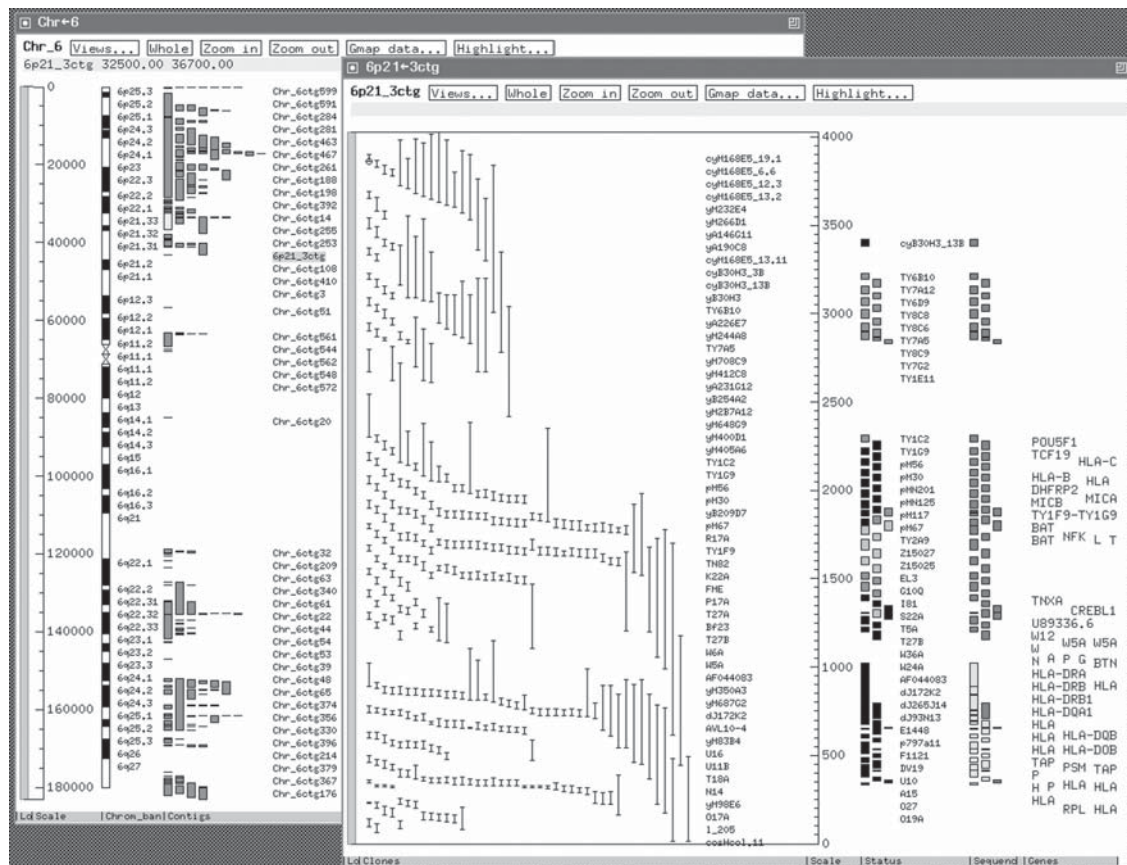 Chr←6
Chr_6 Views... Whole Zoom in Zoom out Gmap data... Highlight...
6p21_3ctg 32500.00 36700.00
0
20000
40000
60000
80000
100000
120000
140000
160000
180000
6p25.3
6p25.2
6p25.1
6p24.3
6p24.2
6p24.1
6p23
6p22.3
6p22.2
6p22.1
6p21.33
6p21.32
6p21.31
6p21.2
6p21.1
6p12.3
6p12.2
6p12.1
6p11.2
6p11.1
6q11.1
6q11.2
6q12
6q13
6q14.1
6q14.2
6q14.3
6q15
6q16.1
6q16.2
6q16.3
6q21
6q22.1
6q22.2
6q22.31
6q22.32
6q22.33
6q23.1
6q23.2
6q23.3
6q24.1
6q24.2
6q24.3
6q25.1
6q25.2
6q25.3
6q26
6q27
Chr_6ctg599
Chr_6ctg591
Chr_6ctg284
Chr_6ctg281
Chr_6ctg463
Chr_6ctg467
Chr_6ctg261
Chr_6ctg188
Chr_6ctg198
Chr_6ctg392
Chr_6ctg14
Chr_6ctg255
Chr_6ctg253
6p21_3ctg
Chr_6ctg108
Chr_6ctg410
Chr_6ctg3
Chr_6ctg51
Chr_6ctg561
Chr_6ctg544
Chr_6ctg562
Chr_6ctg548
Chr_6ctg572
Chr_6ctg20
Chr_6ctg32
Chr_6ctg209
Chr_6ctg63
Chr_6ctg340
Chr_6ctg61
Chr_6ctg22
Chr_6ctg44
Chr_6ctg54
Chr_6ctg53
Chr_6ctg39
Chr_6ctg48
Chr_6ctg65
Chr_6ctg374
Chr_6ctg356
Chr_6ctg330
Chr_6ctg396
Chr_6ctg214
Chr_6ctg379
Chr_6ctg367
Chr_6ctg176
Scale Chrom_ban Contigs
6p21←3ctg
6p21_3ctg Views... Whole Zoom in Zoom out Gmap data... Highlight...
cyM168E5_19.1
cyM168E5_6.6
cyM168E5_12.3
cyM168E5_13.2
yM232E4
yM266D1
yA146G11
yA190C8
cyM168E5_13.11
cyB30H3_3B
cyB30H3_13B
yB30H3
TY6B10
yA226E7
yM244A8
TY7A5
yM708C9
yM412C8
yA231G12
yB254A2
yM2B7A12
yM648G9
yM400D1
yM405A6
TY1C2
TY1G9
pM56
pM30
yB209D7
pM67
R17A
TY1F9
TN82
K22A
FME
P17A
T27A
Bf23
T27B
W6A
W5A
AF044083
yM350A3
yM687G2
dJ172K2
AVL10-4
yM83B4
U16
U11B
T18A
N14
yM98E6
O17A
l_205
cosHcol.11
4000
3500
3000
2500
2000
1500
1000
500
0
cyB30H3_13B
TY6B10
TY7A12
TY6D9
TY8C8
TY8C6
TY7A5
TY8C9
TY7G2
TY1E11
TY1C2
TY1G9
pM56
pM30
pMN201
pMN125
pM117
pM67
TY2A9
Z15027
Z15025
EL3
G10Q
I81
S22A
T5A
T27B
W36A
W24A
AF044083
dJ172K2
dJ265J14
dJ93N13
E1448
p797a11
F1121
DV19
U10
A15
O27
O19A
POU5F1
TCF19
HLA-C
HLA-B HLA
DHFRP2
MICB MICA
TY1F9-TY1G9
BAT
BAT NFK L T
TNXA
CREBL1
U89336.6
W12
W W5A W5A
N A P G BTN
HLA-DRA
HLA-DRB HLA
HLA-DRB1
HLA-DQA1
HLA
HLA HLA-DQB
HLA HLA-DOB
TAP PSM TAP
P
H P HLA HLA
HLA
RPL HLA
Clones Scale Status Sequend Genes